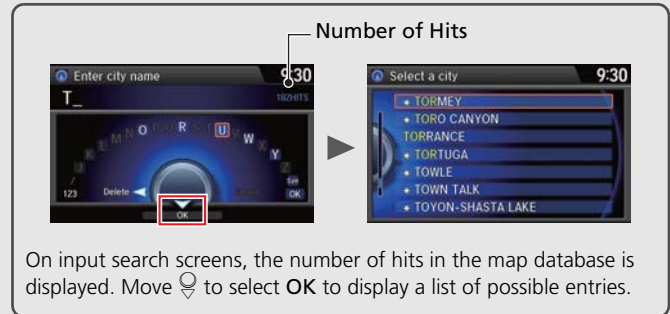 Number of Hits
Enter city name
9:30
T_
182HITS
J K L M N O P U R R S T U V W X Y Z
/
123
Delete
Sym
OK
OK
Select a city
9:30
TORMEY
TORO CANYON
TORRANCE
TORTUGA
TOWLE
TOWN TALK
TOYON-SHASTA LAKE
On input search screens, the number of hits in the map database is
displayed. Move to select OK to display a list of possible entries.